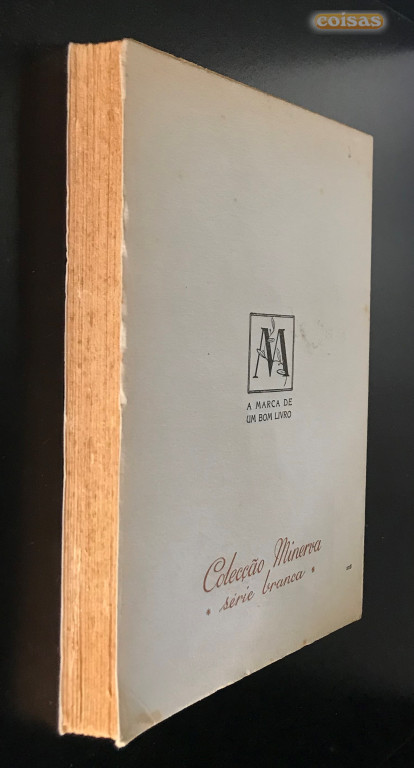 coisas
M
A MARCA DE
UM BOM LIVRO
Colecção Minerva
* série branca *